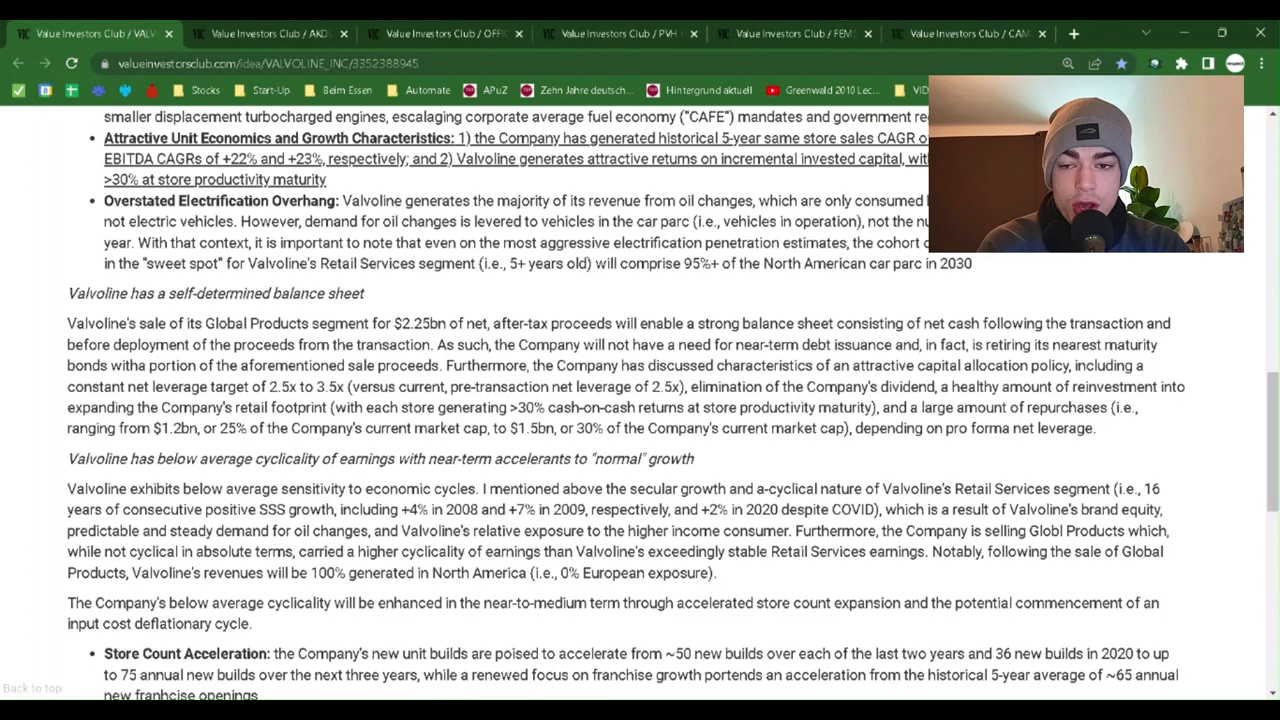 Value Investors Club / VALV
Value Investors Club / AKO
Value Investors Club / OFFI
Value Investors Club / PVH
Value Investors Club / FEMS
Value Investors Club / CAM
valueinvestorsclub.com/idea/VALVOLINE_INC/3352388945
Stocks
Start-Up
Beim Essen
Automate
APuZ
Zehn Jahre deutsch...
Hintergrund aktuell
Greenwald 2010 Lec...
VID
smaller displacement turbocharged engines, escalaging corporate average fuel economy ("CAFE") mandates and government re
• Attractive Unit Economics and Growth Characteristics: 1) the Company has generated historical 5-year same store sales CAGR o
EBITDA CAGRs of +22% and +23%, respectively; and 2) Valvoline generates attractive returns on incremental invested capital, wit
>30% at store productivity maturity
• Overstated Electrification Overhang: Valvoline generates the majority of its revenue from oil changes, which are only consumed
not electric vehicles. However, demand for oil changes is levered to vehicles in the car parc (i.e., vehicles in operation), not the nu
year. With that context, it is important to note that even on the most aggressive electrification penetration estimates, the cohort
in the "sweet spot" for Valvoline's Retail Services segment (i.e., 5+ years old) will comprise 95%+ of the North American car parc in 2030
Valvoline has a self-determined balance sheet
Valvoline's sale of its Global Products segment for $2.25bn of net, after-tax proceeds will enable a strong balance sheet consisting of net cash following the transaction and
before deployment of the proceeds from the transaction. As such, the Company will not have a need for near-term debt issuance and, in fact, is retiring its nearest maturity
bonds witha portion of the aforementioned sale proceeds. Furthermore, the Company has discussed characteristics of an attractive capital allocation policy, including a
constant net leverage target of 2.5x to 3.5x (versus current, pre-transaction net leverage of 2.5x), elimination of the Company's dividend, a healthy amount of reinvestment into
expanding the Company's retail footprint (with each store generating >30% cash-on-cash returns at store productivity maturity), and a large amount of repurchases (i.e.,
ranging from $1.2bn, or 25% of the Company's current market cap, to $1.5bn, or 30% of the Company's current market cap), depending on pro forma net leverage.
Valvoline has below average cyclicality of earnings with near-term accelerants to "normal" growth
Valvoline exhibits below average sensitivity to economic cycles. I mentioned above the secular growth and a-cyclical nature of Valvoline's Retail Services segment (i.e., 16
years of consecutive positive SSS growth, including +4% in 2008 and +7% in 2009, respectively, and +2% in 2020 despite COVID), which is a result of Valvoline's brand equity,
predictable and steady demand for oil changes, and Valvoline's relative exposure to the higher income consumer. Furthermore, the Company is selling Globl Products which,
while not cyclical in absolute terms, carried a higher cyclicality of earnings than Valvoline's exceedingly stable Retail Services earnings. Notably, following the sale of Global
Products, Valvoline's revenues will be 100% generated in North America (i.e., 0% European exposure).
The Company's below average cyclicality will be enhanced in the near-to-medium term through accelerated store count expansion and the potential commencement of an
input cost deflationary cycle.
• Store Count Acceleration: the Company's new unit builds are poised to accelerate from ~50 new builds over each of the last two years and 36 new builds in 2020 to up
to 75 annual new builds over the next three years, while a renewed focus on franchise growth portends an acceleration from the historical 5-year average of ~65 annual
new franhcise openings
Back to top